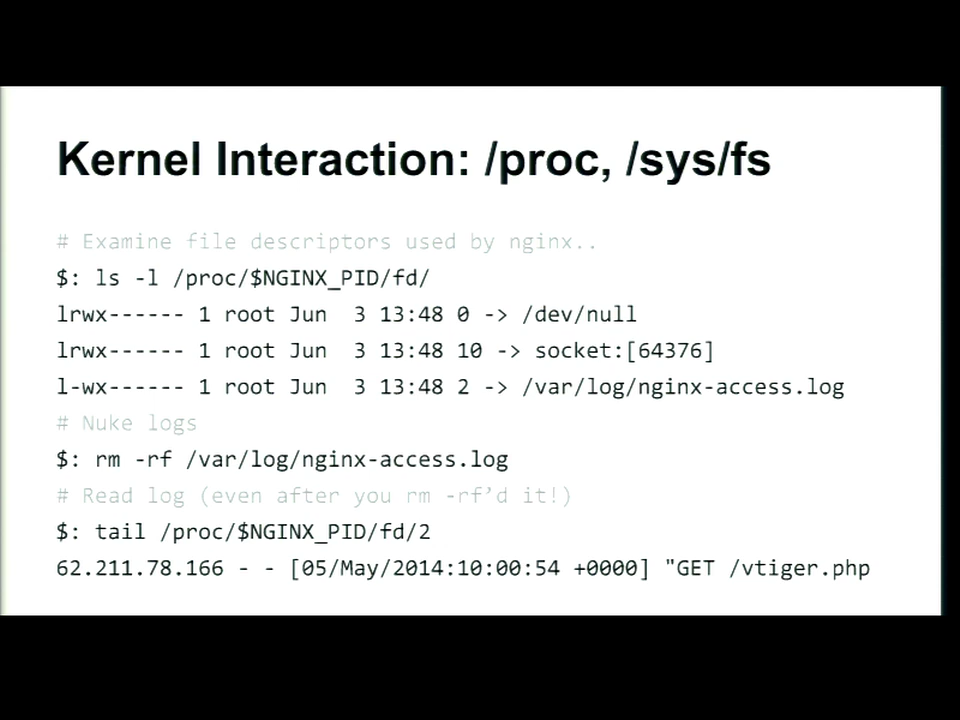 Kernel Interaction: /proc, /sys/fs
# Examine file descriptors used by nginx..
$: ls -l /proc/$NGINX_PID/fd/
lrwx------ 1 root Jun  3 13:48 0 -> /dev/null
lrwx------ 1 root Jun  3 13:48 10 -> socket:[64376]
l-wx------ 1 root Jun  3 13:48 2 -> /var/log/nginx-access.log
# Nuke logs
$: rm -rf /var/log/nginx-access.log
# Read log (even after you rm -rf’d it!)
$: tail /proc/$NGINX_PID/fd/2
62.211.78.166 - - [05/May/2014:10:00:54 +0000] "GET /vtiger.php